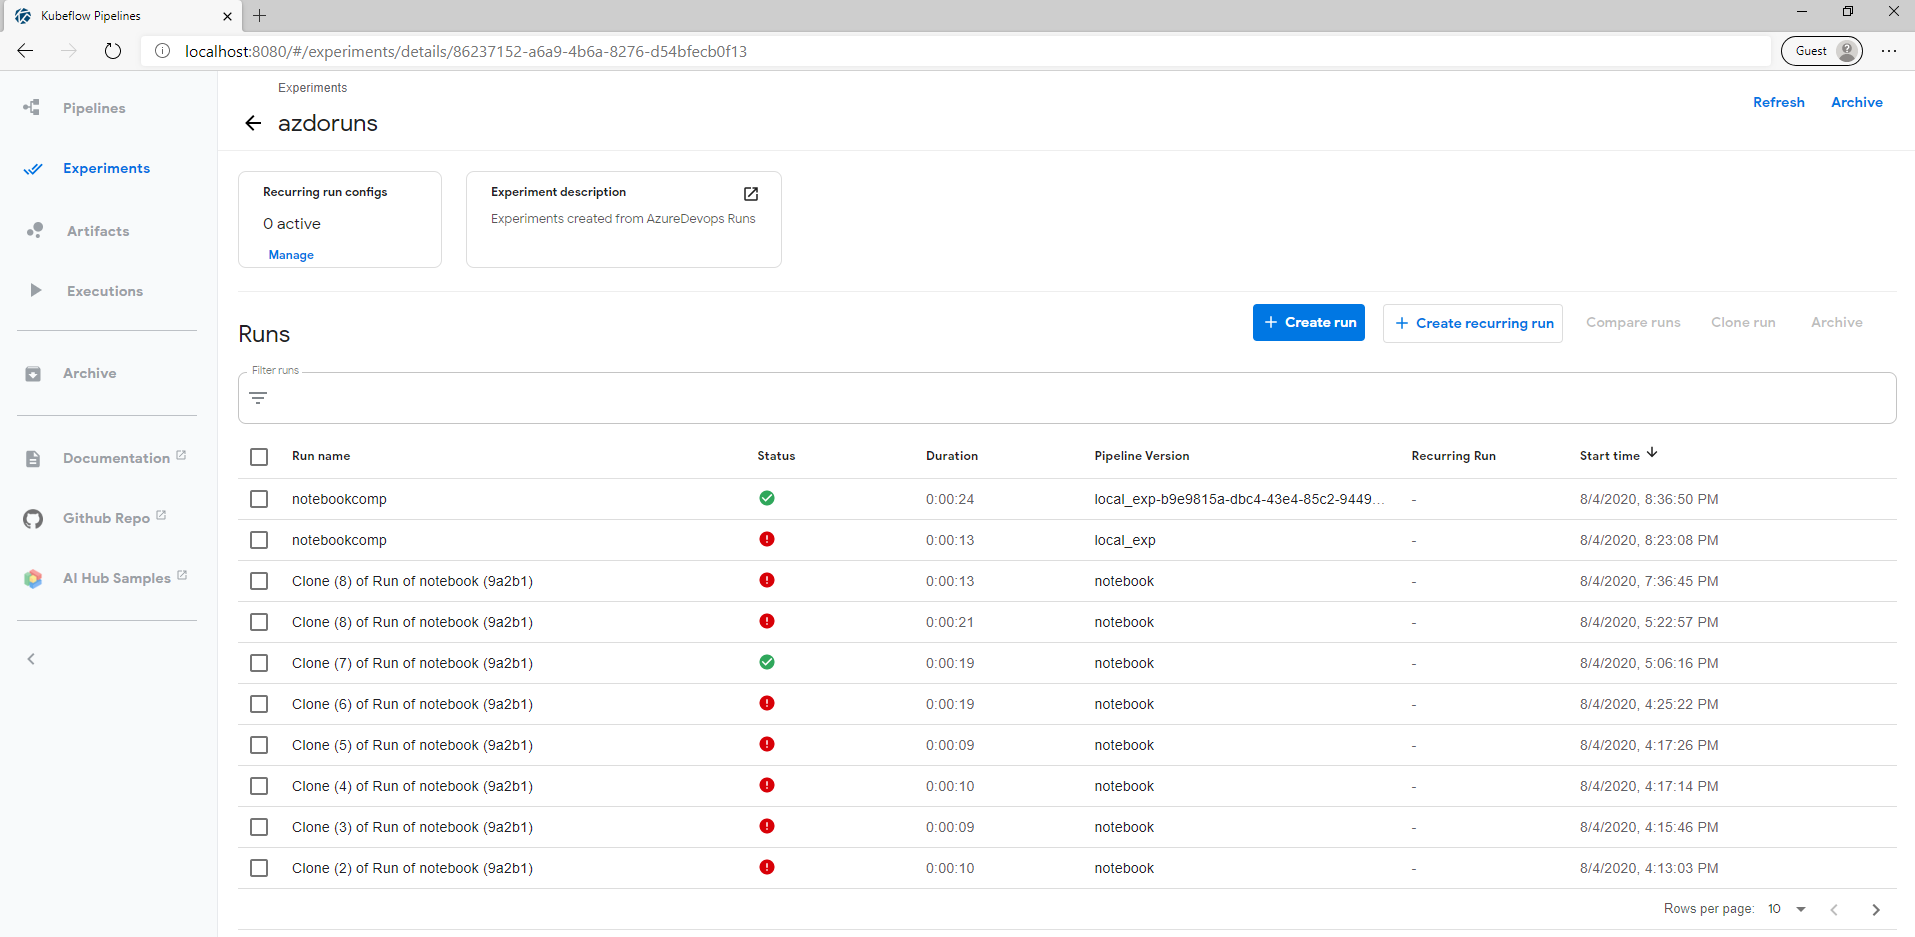 Kubeflow Pipelines
localhost:8080/#/experiments/details/86237152-a6a9-4b6a-8276-d54bfecb0f13
Guest
Pipelines
Experiments
Artifacts
Executions
Archive
Documentation
Github Repo
AI Hub Samples
Experiments
azdoruns
Refresh Archive
Recurring run configs
0 active
Manage
Experiment description
Experiments created from AzureDevops Runs
Runs
+ Create run + Create recurring run Compare runs Clone run Archive
Filter runs
Run name Status Duration Pipeline Version Recurring Run Start time
notebookcomp 0:00:24 local_exp-b9e9815a-dbc4-43e4-85c2-9449... - 8/4/2020, 8:36:50 PM
notebookcomp 0:00:13 local_exp - 8/4/2020, 8:23:08 PM
Clone (8) of Run of notebook (9a2b1) 0:00:13 notebook - 8/4/2020, 7:36:45 PM
Clone (8) of Run of notebook (9a2b1) 0:00:21 notebook - 8/4/2020, 5:22:57 PM
Clone (7) of Run of notebook (9a2b1) 0:00:19 notebook - 8/4/2020, 5:06:16 PM
Clone (6) of Run of notebook (9a2b1) 0:00:19 notebook - 8/4/2020, 4:25:22 PM
Clone (5) of Run of notebook (9a2b1) 0:00:09 notebook - 8/4/2020, 4:17:26 PM
Clone (4) of Run of notebook (9a2b1) 0:00:10 notebook - 8/4/2020, 4:17:14 PM
Clone (3) of Run of notebook (9a2b1) 0:00:09 notebook - 8/4/2020, 4:15:46 PM
Clone (2) of Run of notebook (9a2b1) 0:00:10 notebook - 8/4/2020, 4:13:03 PM
Rows per page: 10